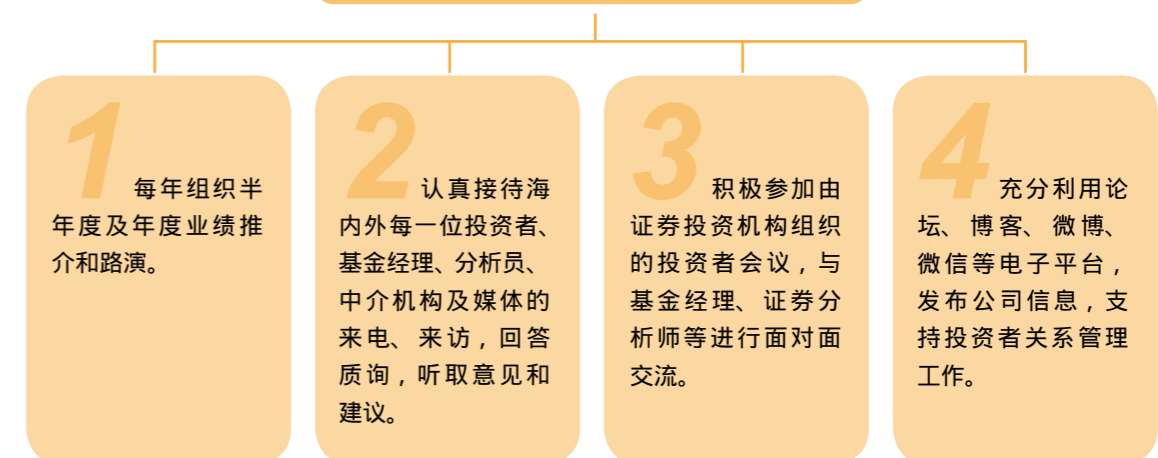 1
每年组织半
年度及年度业绩推
介和路演。
2
认真接待海
内外每一位投资者、
基金经理、分析员、
中介机构及媒体的
来电、来访，回答
质询，听取意见和
建议。
3
积极参加由
证券投资机构组织
的投资者会议，与
基金经理、证劵分
析师等进行面对面
交流。
4
充分利用论
坛、博客、微博、
微信等电子平台，
发布公司信息，支
持投资者关系管理
工作。